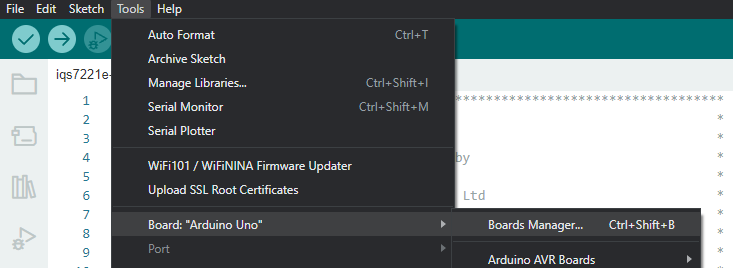 File Edit Sketch Tools Help
Auto Format Ctrl+T
Archive Sketch
iqs7221e- Manage Libraries... Ctrl+Shift+I
1 Serial Monitor Ctrl+Shift+M ***********************************
2 *
3 Serial Plotter *
4 WiFi101 / WiFiNINA Firmware Updater by *
5 Upload SSL Root Certificates *
6 Ltd *
7 Board: "Arduino Uno" Boards Manager... Ctrl+Shift+B *
8 Port *
9 Arduino AVR Boards *